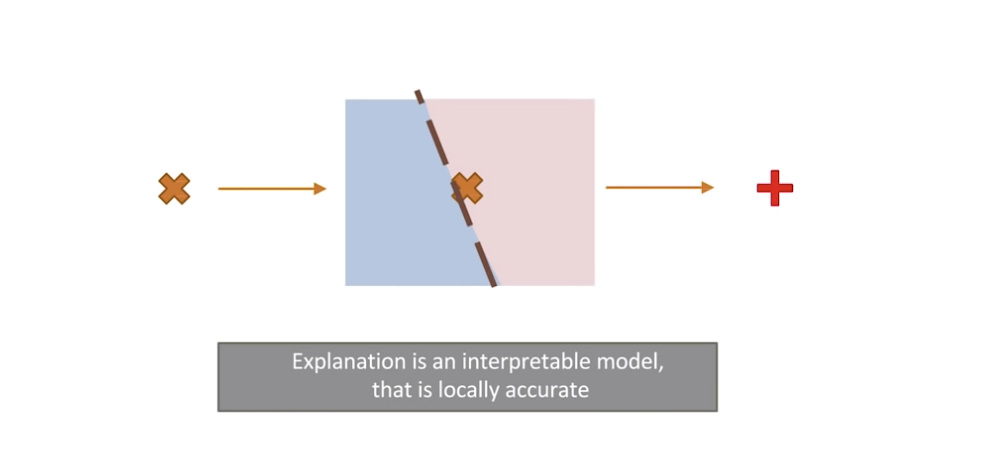 Explanation is an interpretable model,
that is locally accurate